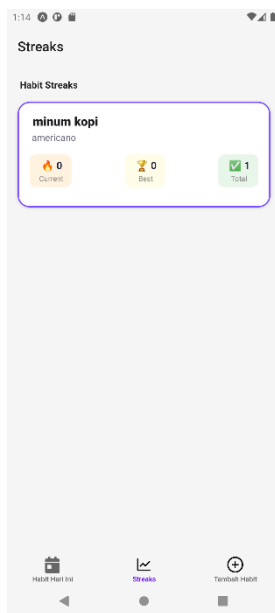 1:14
Streaks
Habit Streaks
minum kopi
americano
0
Current
0
Best
1
Total
Habit Hari Ini
Streaks
Tambah Habit